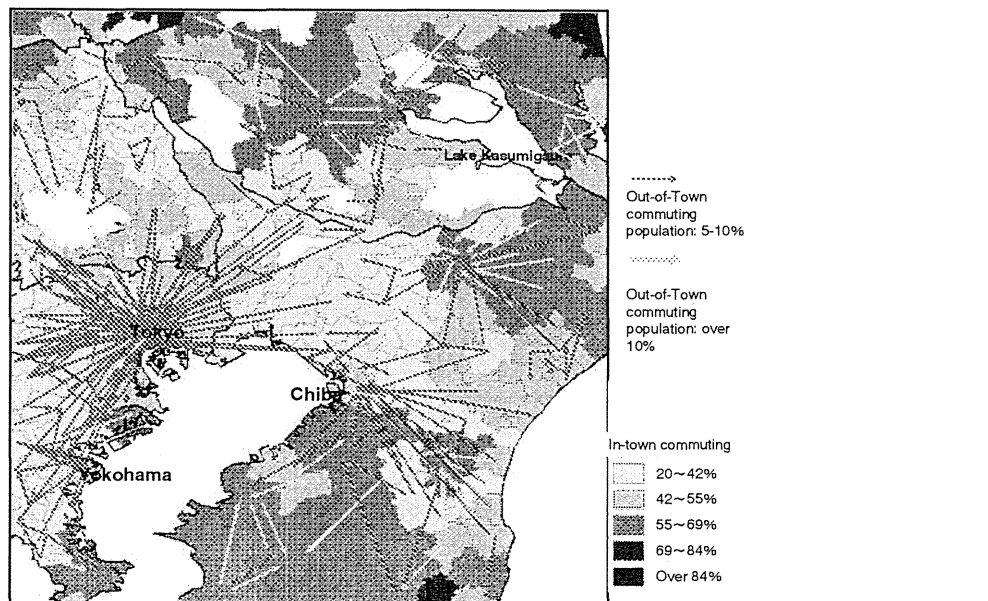 Lake Kasumigau
Out-of-Town
commuting
population: 5-10%
Out-of-Town
commuting
population: over
10%
Tokyo
Chiba
Yokohama
In-town commuting
20~42%
42~55%
55~69%
69~84%
Over 84%